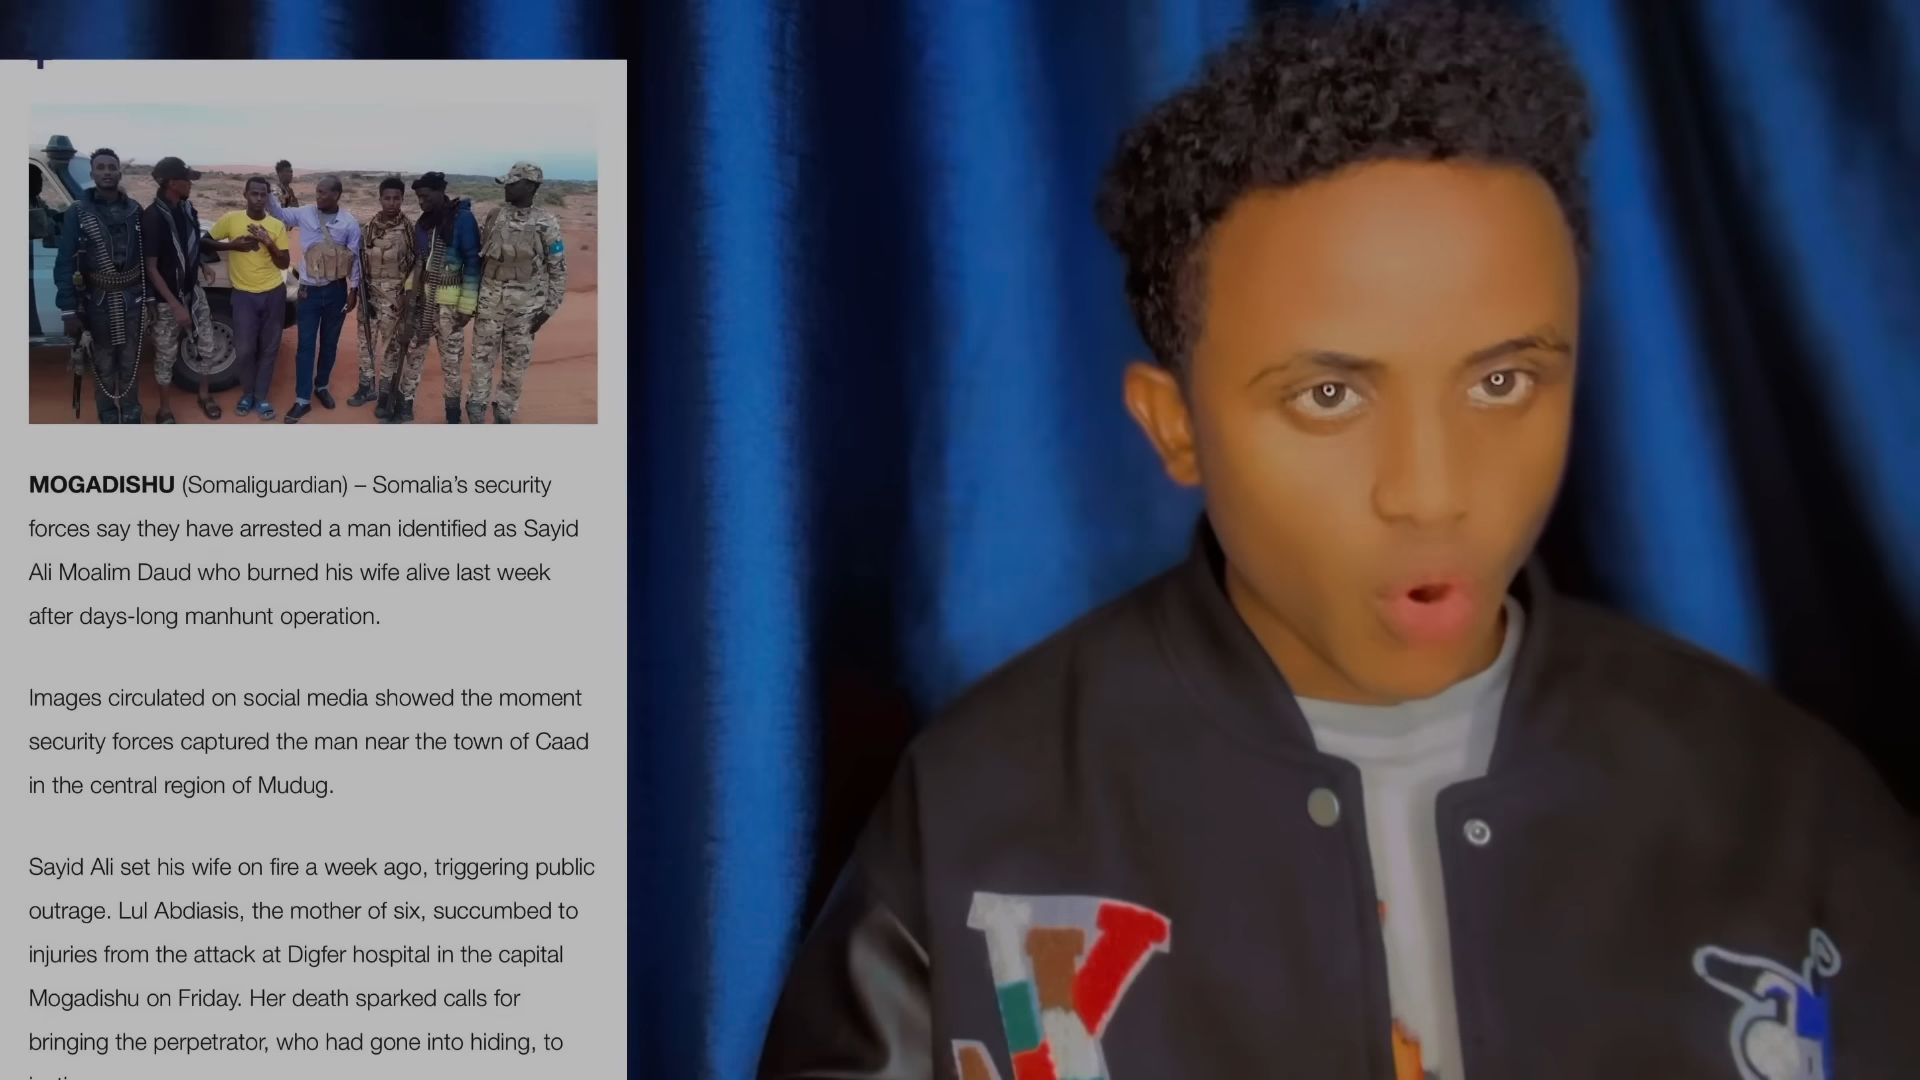 MOGADISHU (Somaliguardian) – Somalia's security
forces say they have arrested a man identified as Sayid
Ali Moalim Daud who burned his wife alive last week
after days-long manhunt operation.
Images circulated on social media showed the moment
security forces captured the man near the town of Caad
in the central region of Mudug.
Sayid Ali set his wife on fire a week ago, triggering public
outrage. Lul Abdiasis, the mother of six, succumbed to
injuries from the attack at Digfer hospital in the capital
Mogadishu on Friday. Her death sparked calls for
bringing the perpetrator, who had gone into hiding, to